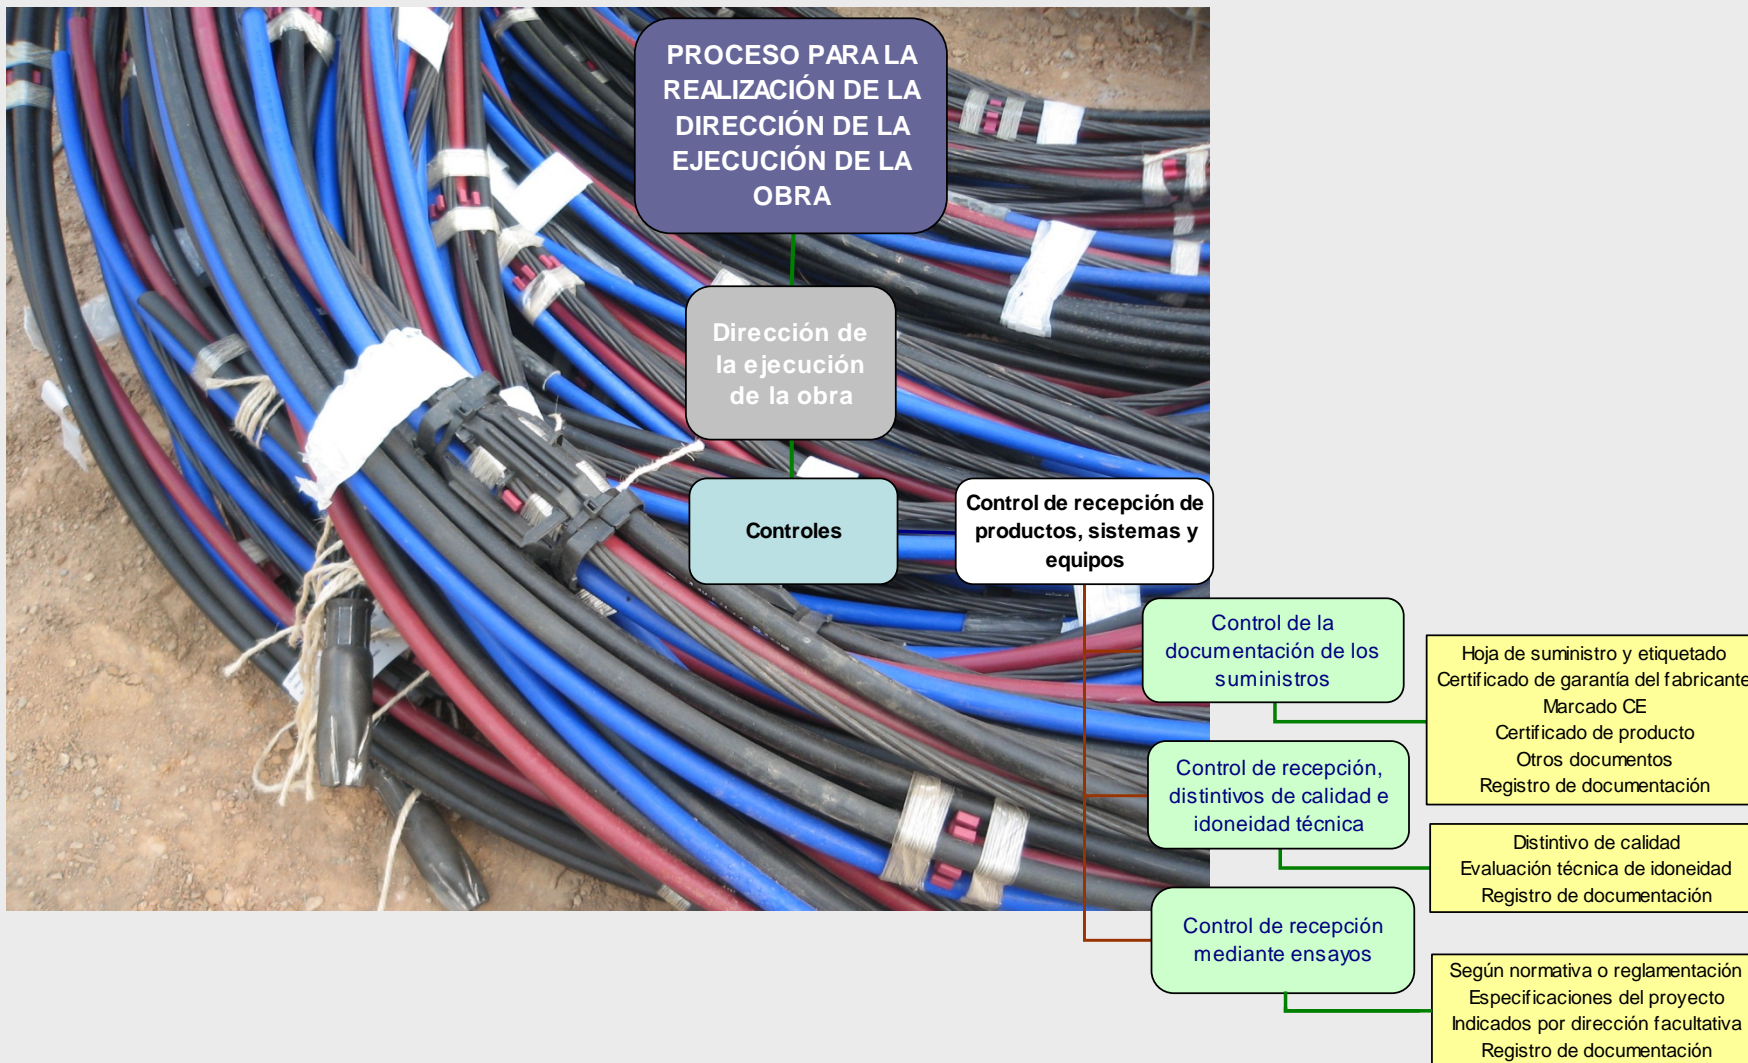 PROCESO PARA LA
REALIZACIÓN DE LA
DIRECCIÓN DE LA
EJECUCIÓN DE LA
OBRA
Dirección de
la ejecución
de la obra
Controles
Control de recepción de
productos, sistemas y
equipos
Control de la
documentación de los
suministros
Hoja de suministro y etiquetado
Certificado de garantía del fabricante
Marcado CE
Certificado de producto
Otros documentos
Registro de documentación
Control de recepción,
distintivos de calidad e
idoneidad técnica
Distintivo de calidad
Evaluación técnica de idoneidad
Registro de documentación
Control de recepción
mediante ensayos
Según normativa o reglamentación
Especificaciones del proyecto
Indicados por dirección facultativa
Registro de documentación